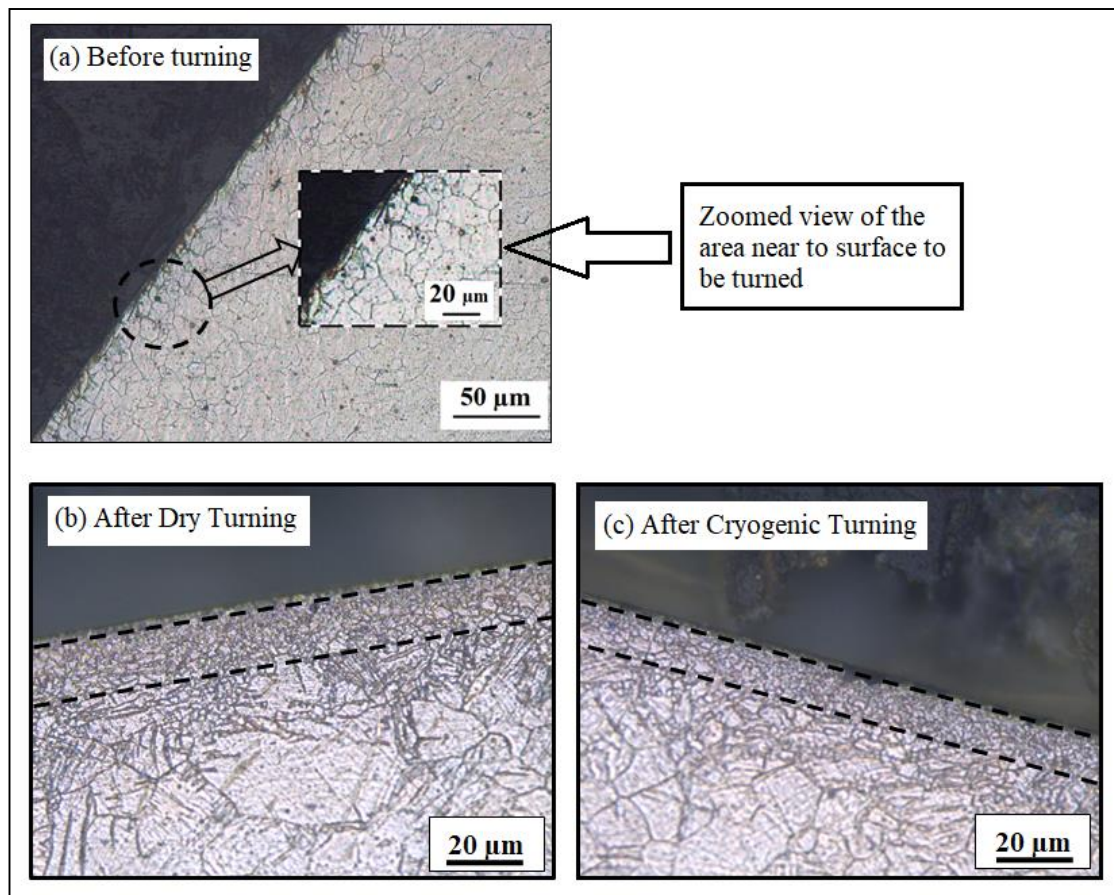 (a) Before turning
20 µm
50 µm
Zoomed view of the
area near to surface to
be turned
(b) After Dry Turning
20 µm
(c) After Cryogenic Turning
20 µm